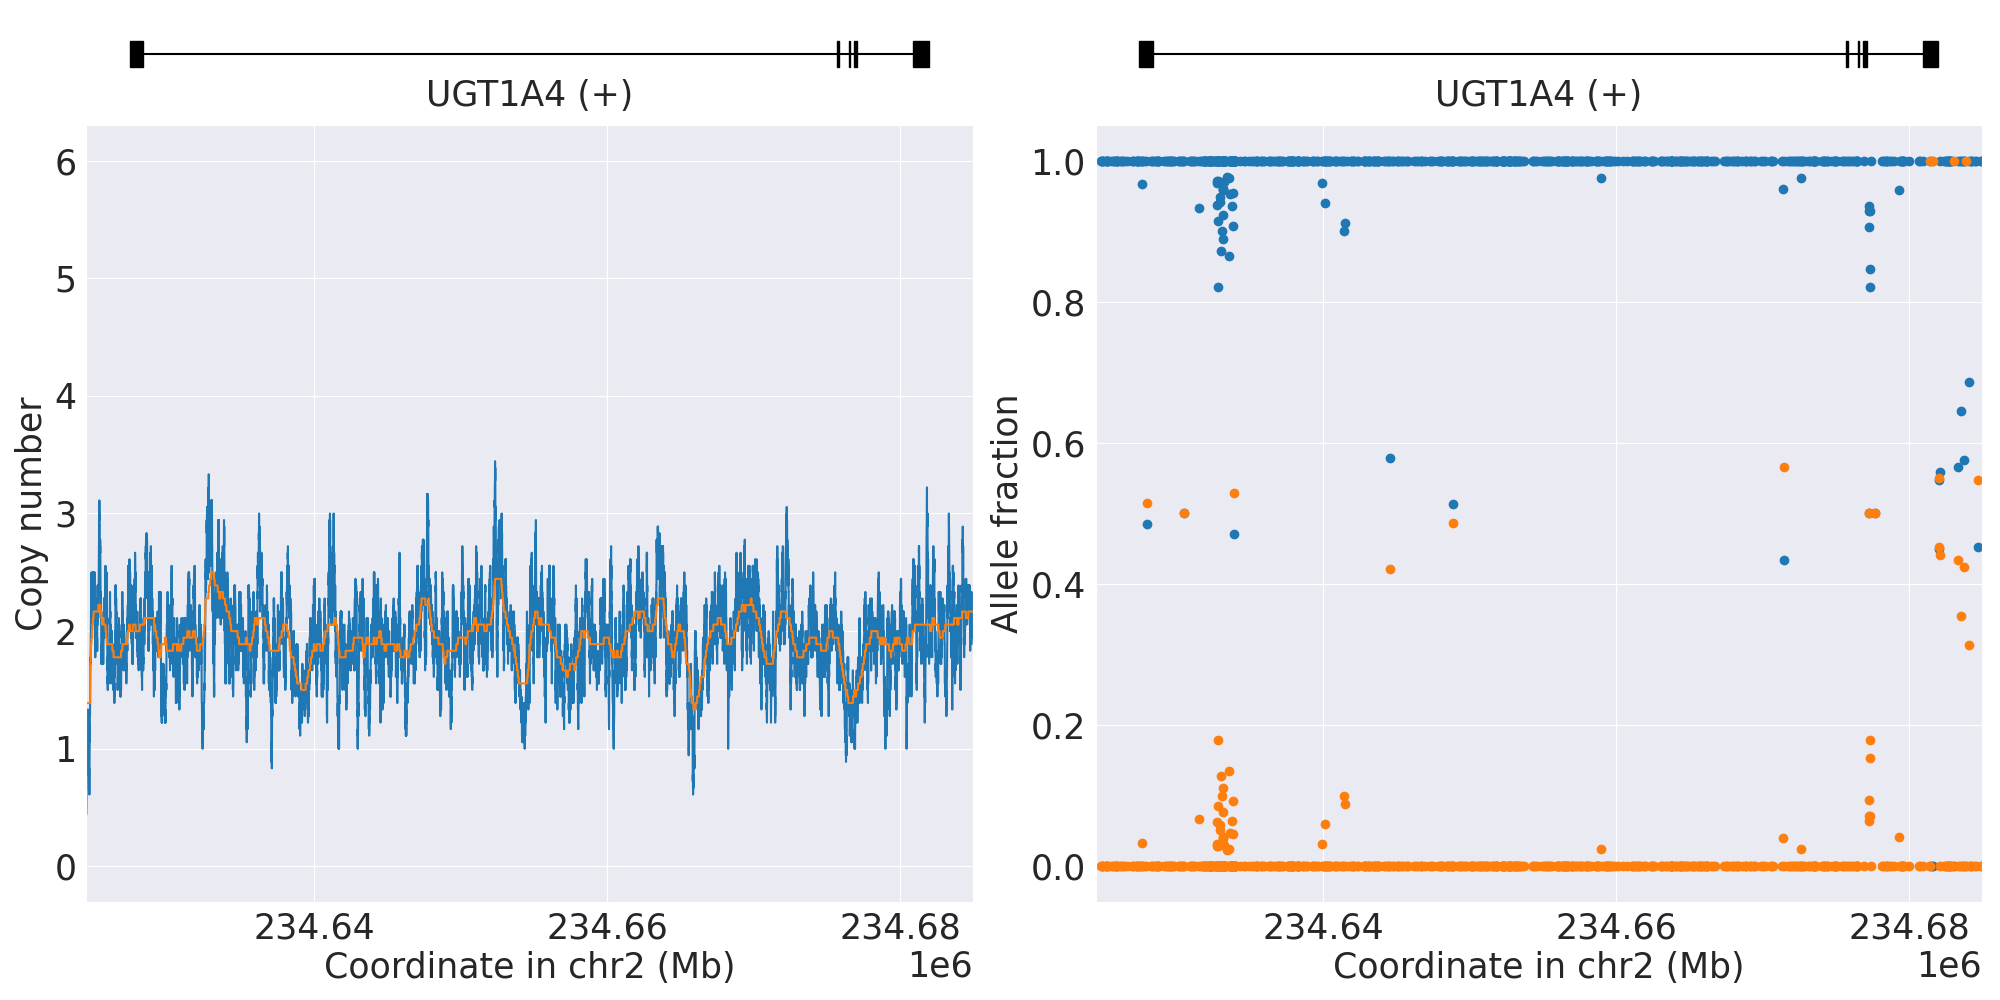 UGT1A4 (+)
6
5
4
3
2
1
0
Copy number
234.64
234.66
234.68
Coordinate in chr2 (Mb)
1e6
UGT1A4 (+)
1.0
0.8
0.6
0.4
0.2
0.0
Allele fraction
234.64
234.66
234.68
Coordinate in chr2 (Mb)
1e6